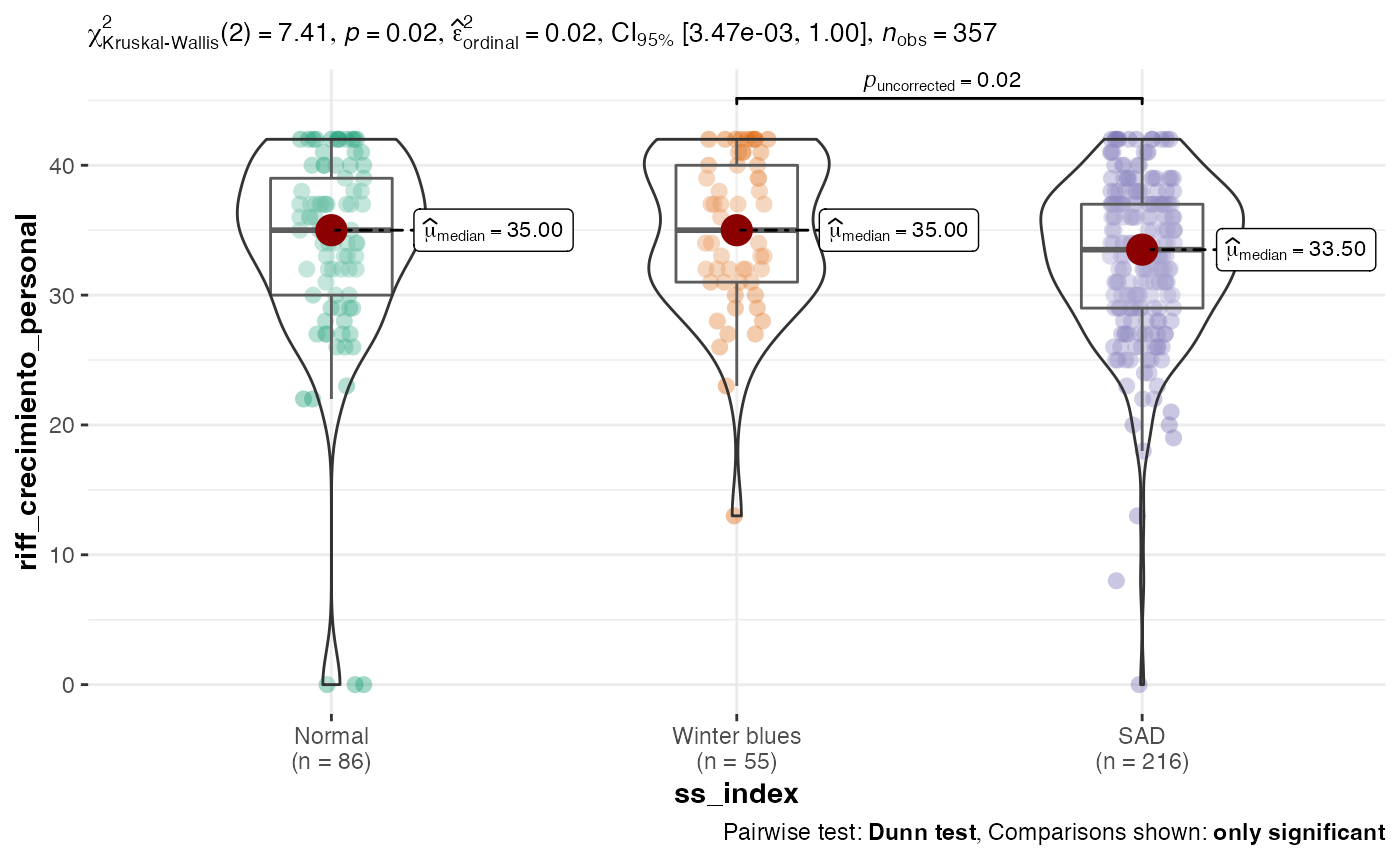 χ²Kruskal-Wallis(2) = 7.41, p = 0.02, ε̂²ordinal = 0.02, CI95% [3.47e-03, 1.00], nobs = 357
puncorrected = 0.02
riff_crecimiento_personal
40
30
20
10
0
μ̂median = 35.00
μ̂median = 35.00
μ̂median = 33.50
Normal
(n = 86)
Winter blues
(n = 55)
SAD
(n = 216)
ss_index
Pairwise test: Dunn test, Comparisons shown: only significant